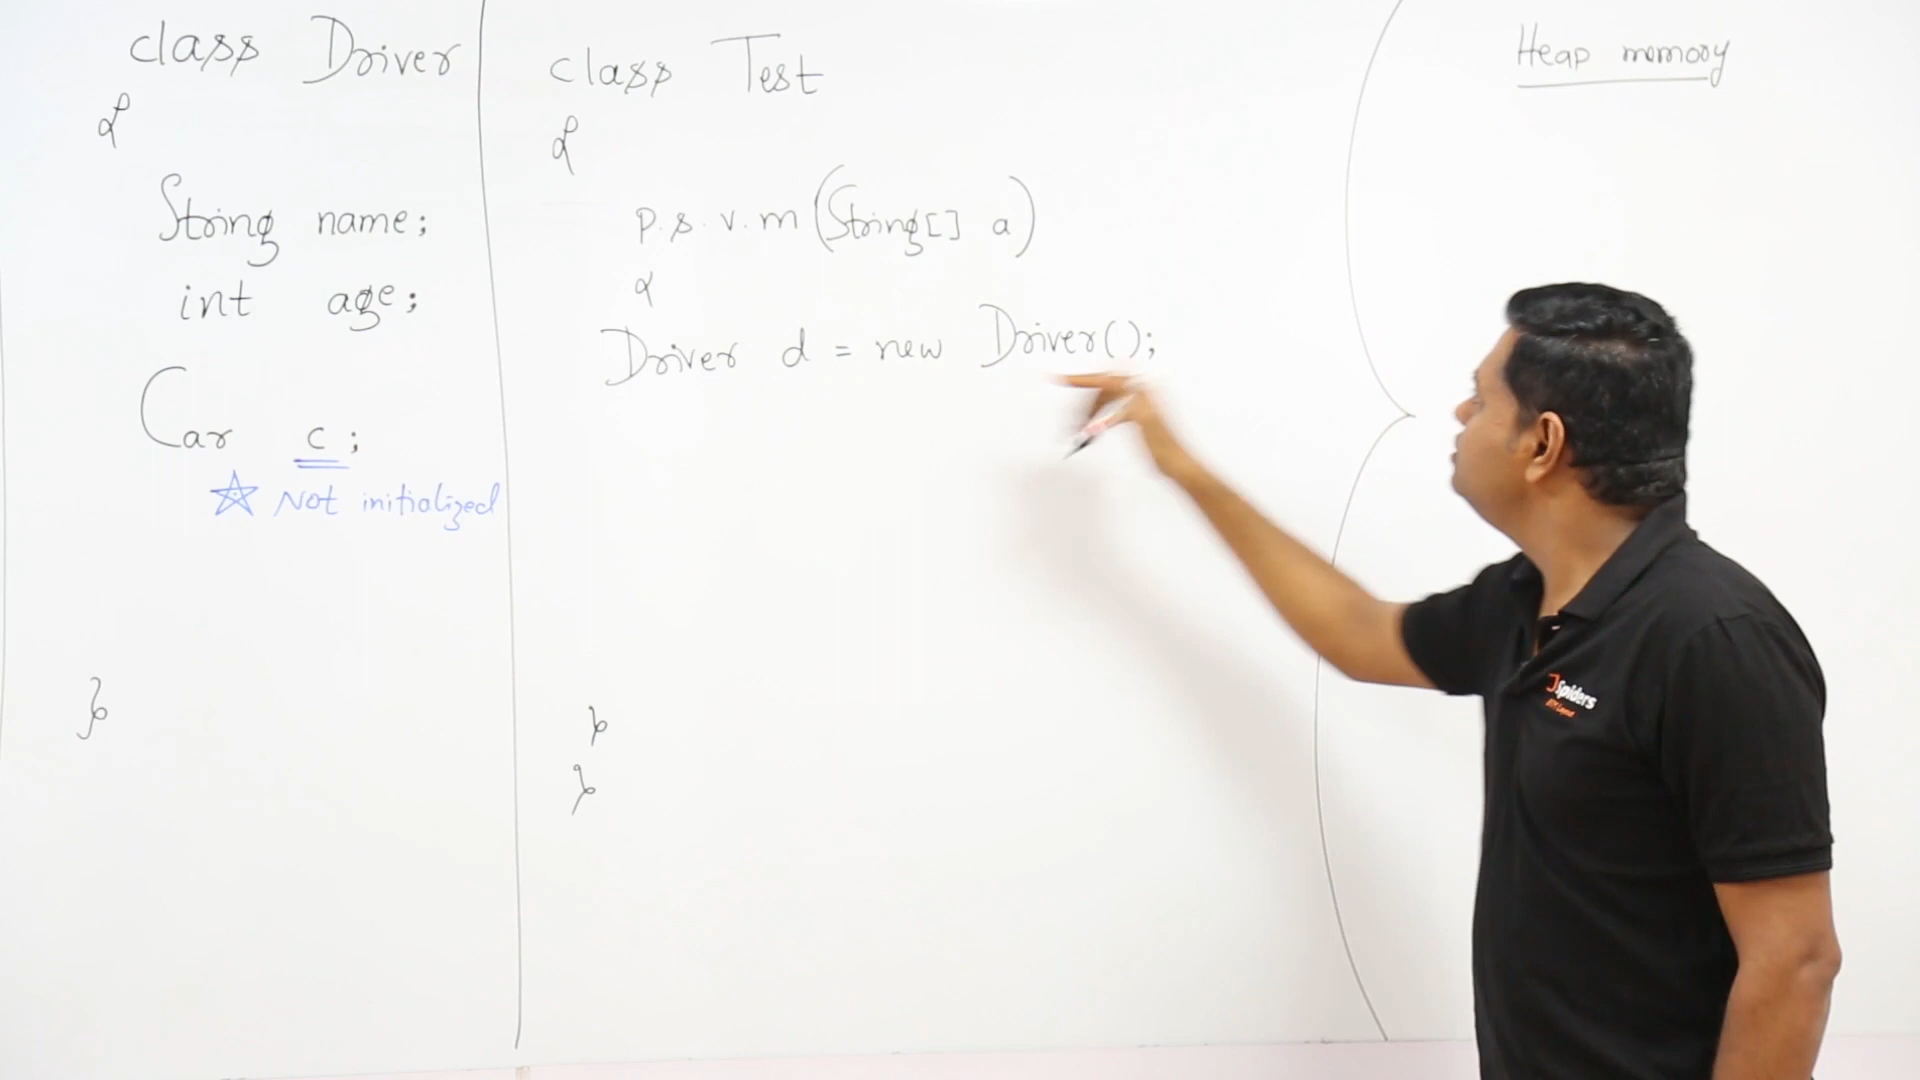 class Driver
{
String name;
int age;
Car c;
☆ Not initialized
}
class Test
{
p.s.v.m (String[] a)
{
Driver d = new Driver();
}
}
Heap memory
JSpiders